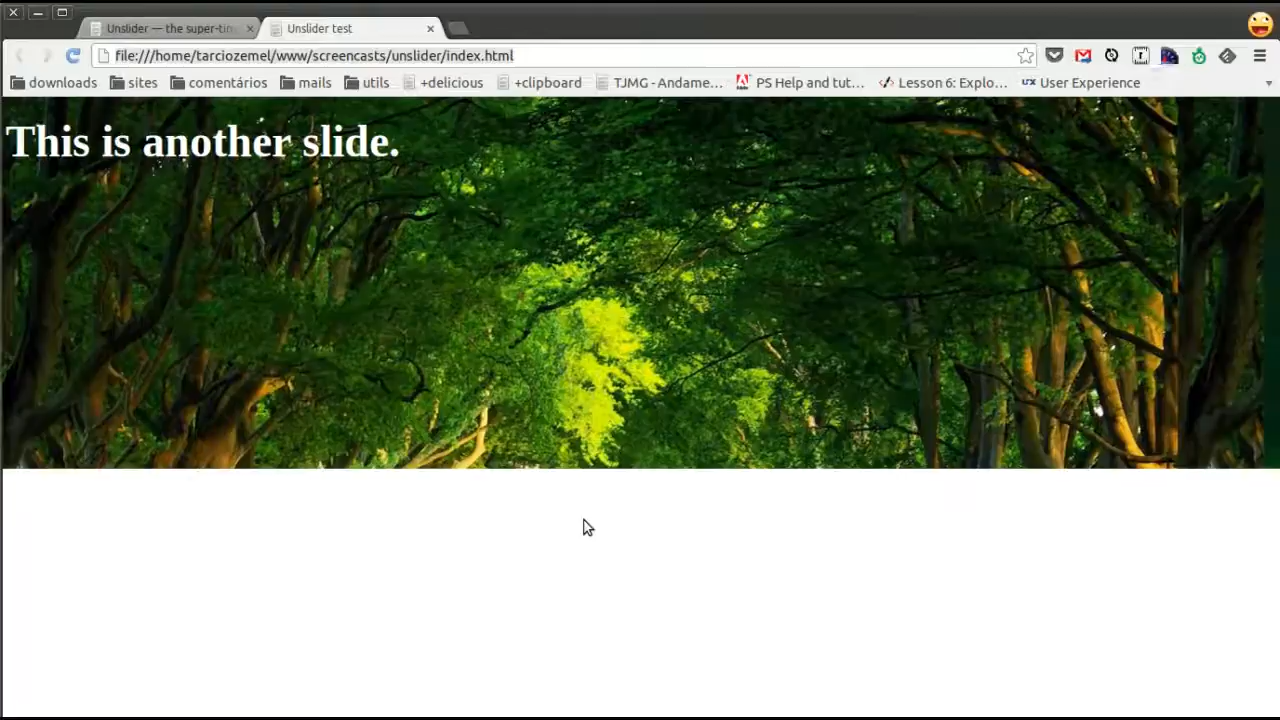 Unslider — the super-tin
Unslider test
file:///home/tarciozemel/www/screencasts/unslider/index.html
downloads sites comentários mails utils +delicious +clipboard TJMG - Andame... PS Help and tut... Lesson 6: Explo... UX User Experience
This is another slide.